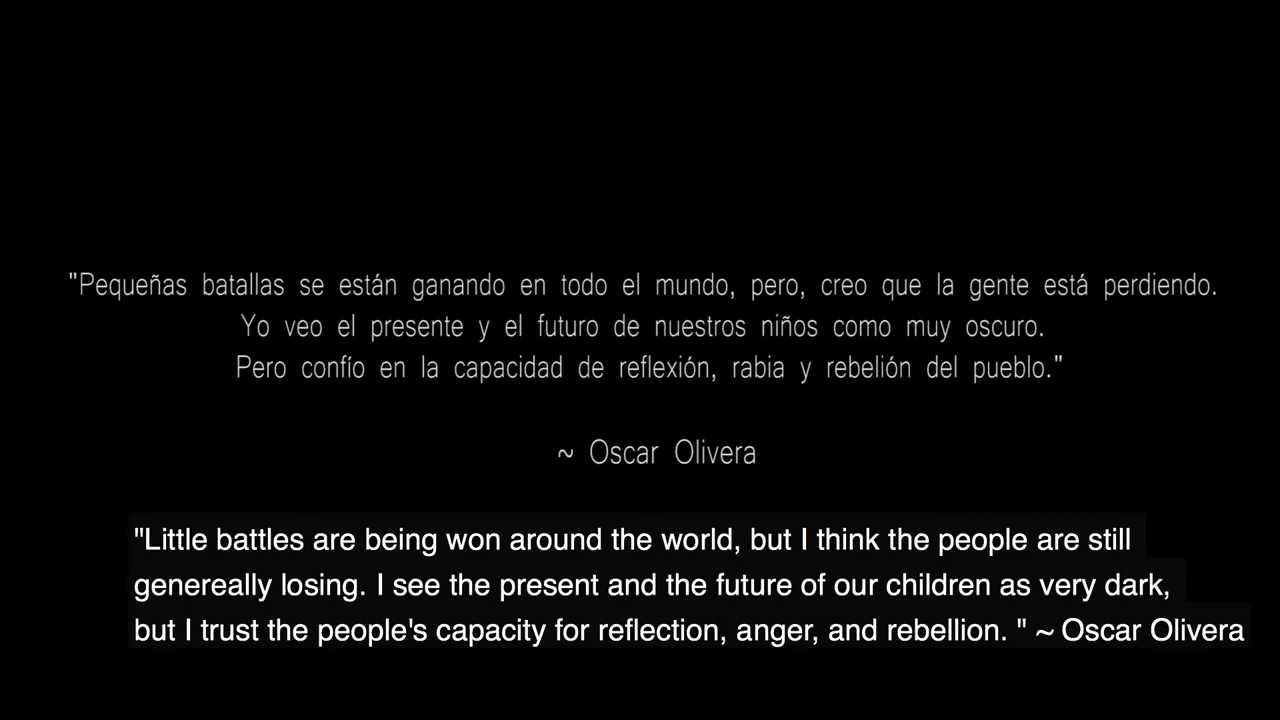 "Pequeñas batallas se están ganando en todo el mundo, pero, creo que la gente está perdiendo.
Yo veo el presente y el futuro de nuestros niños como muy oscuro.
Pero confío en la capacidad de reflexión, rabia y rebelión del pueblo."
~ Oscar Olivera
"Little battles are being won around the world, but I think the people are still
genereally losing. I see the present and the future of our children as very dark,
but I trust the people's capacity for reflection, anger, and rebellion. " ~ Oscar Olivera